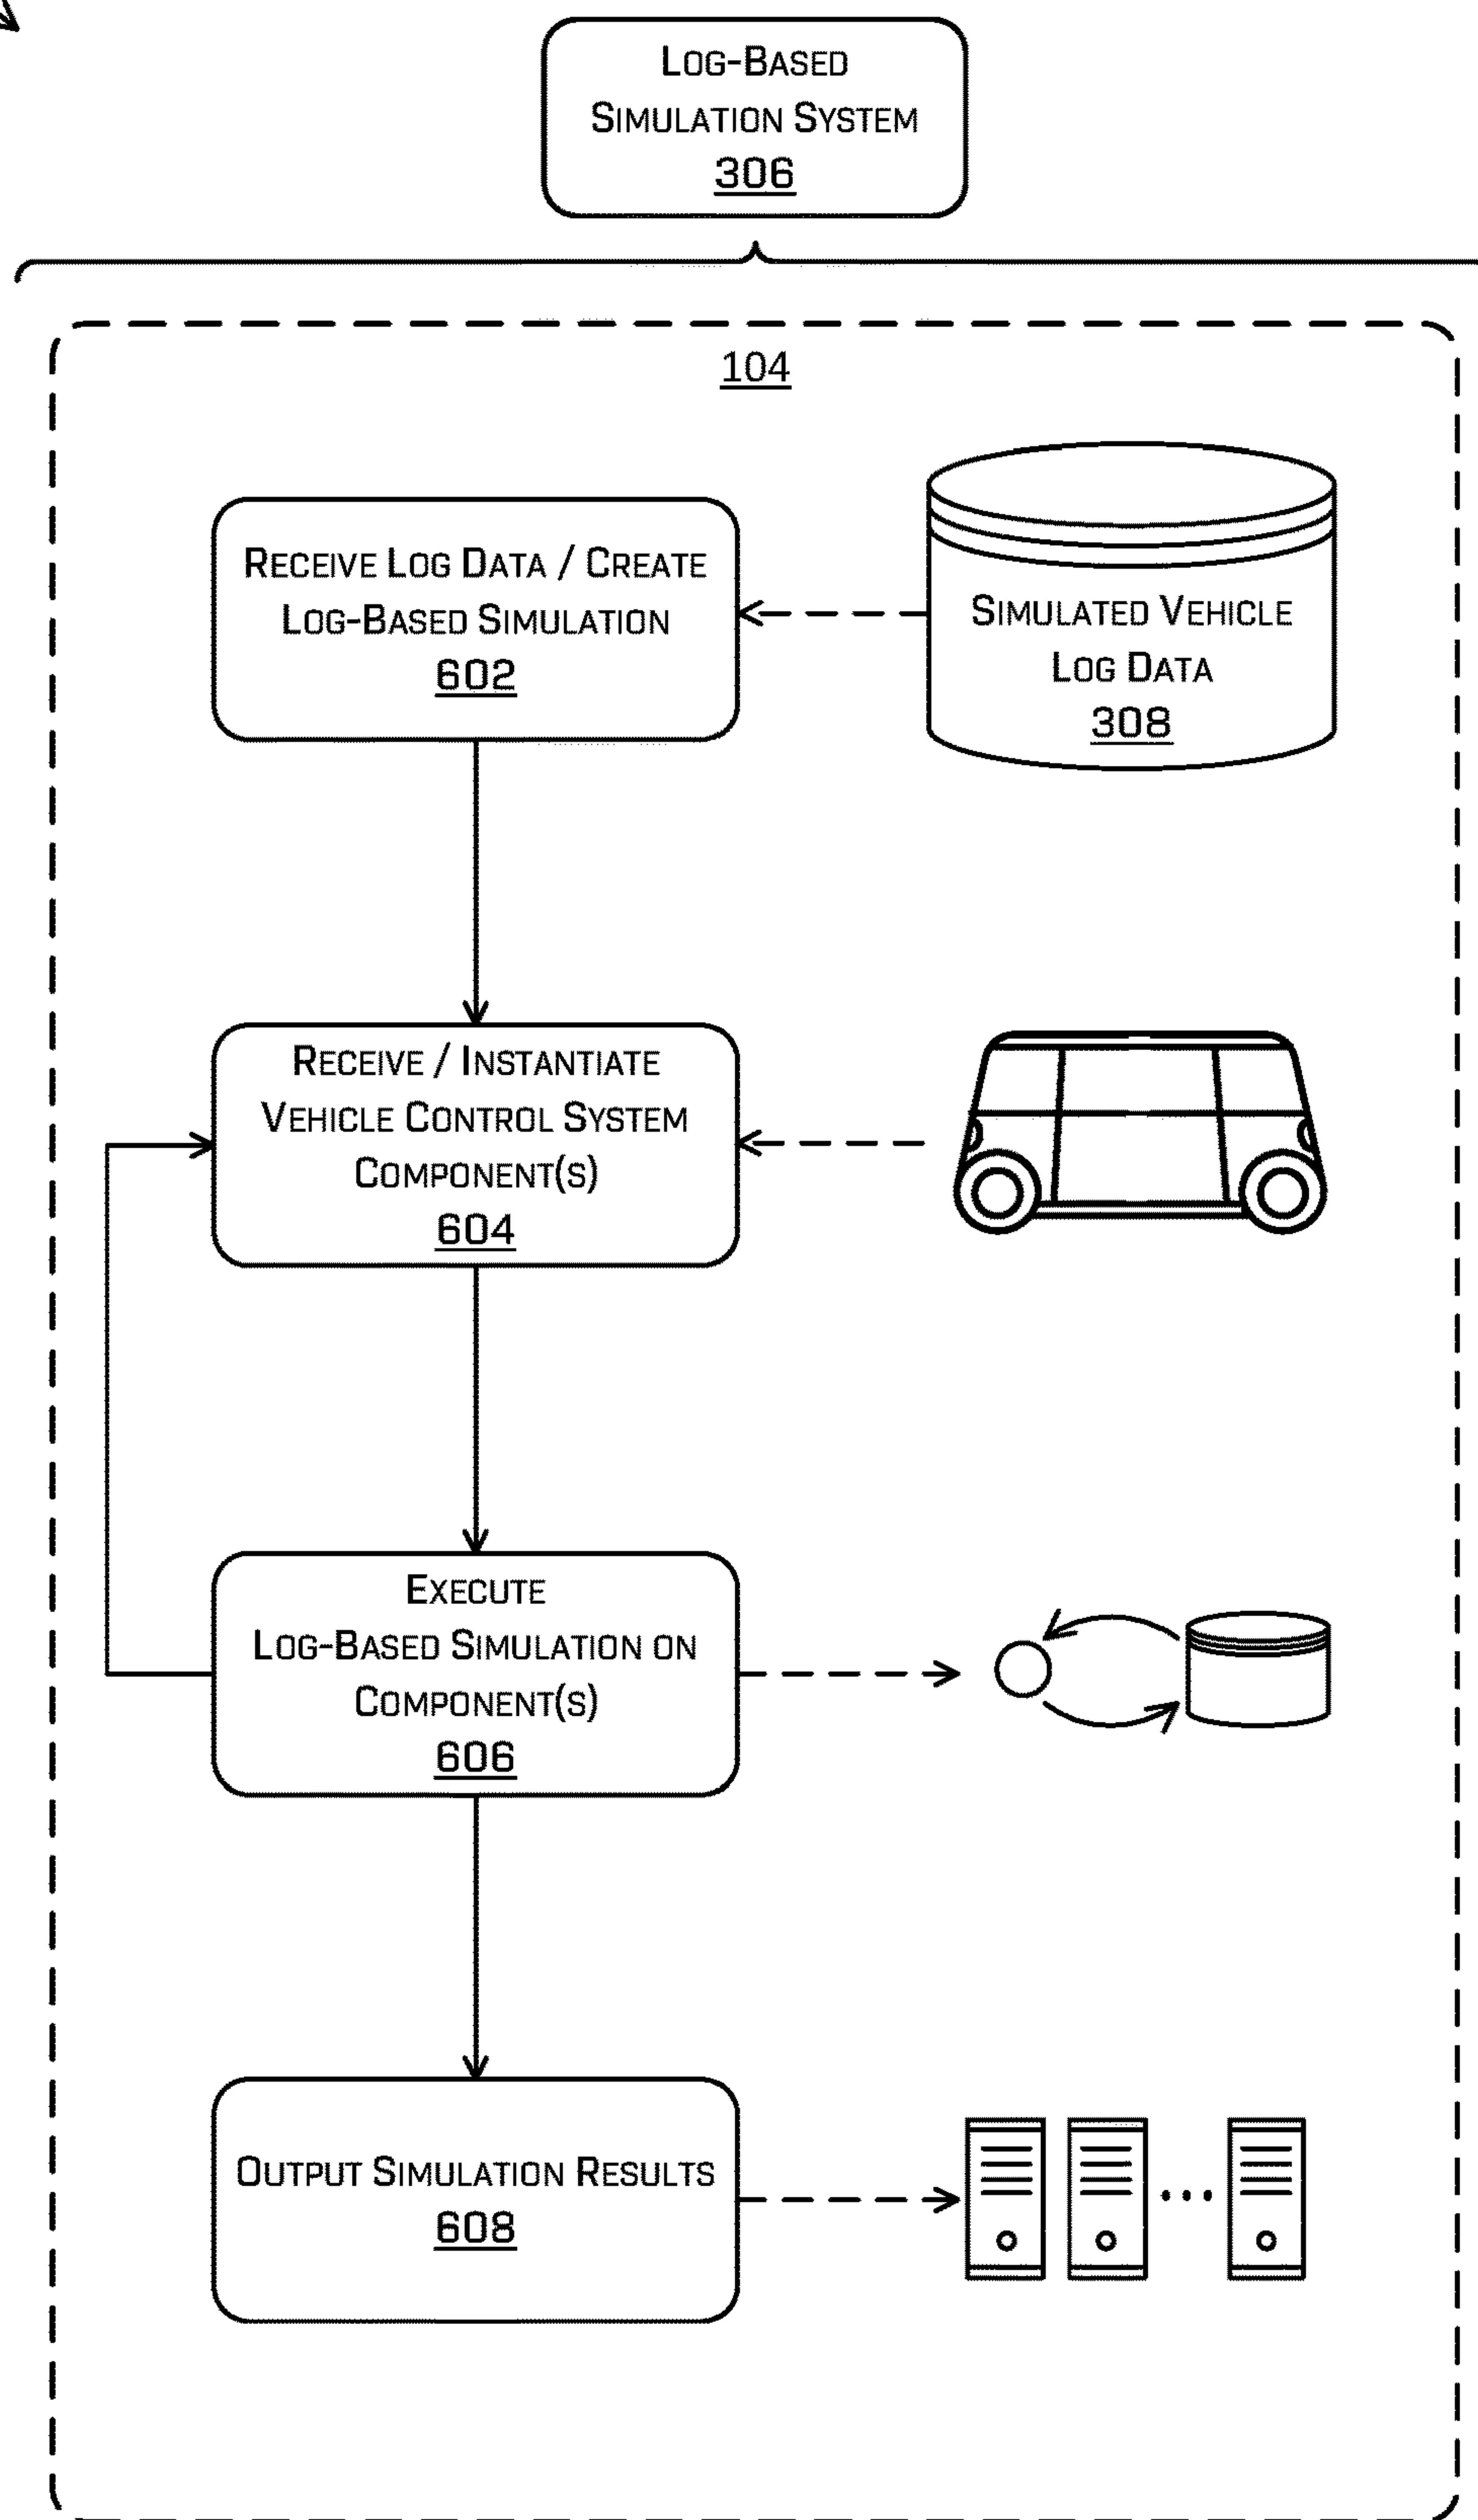 LOG-BASED
SIMULATION SYSTEM
306
104
RECEIVE LOG DATA / CREATE
LOG-BASED SIMULATION
602
SIMULATED VEHICLE
LOG DATA
308
RECEIVE / INSTANTIATE
VEHICLE CONTROL SYSTEM
COMPONENT(S)
604
EXECUTE
LOG-BASED SIMULATION ON
COMPONENT(S)
606
OUTPUT SIMULATION RESULTS
608